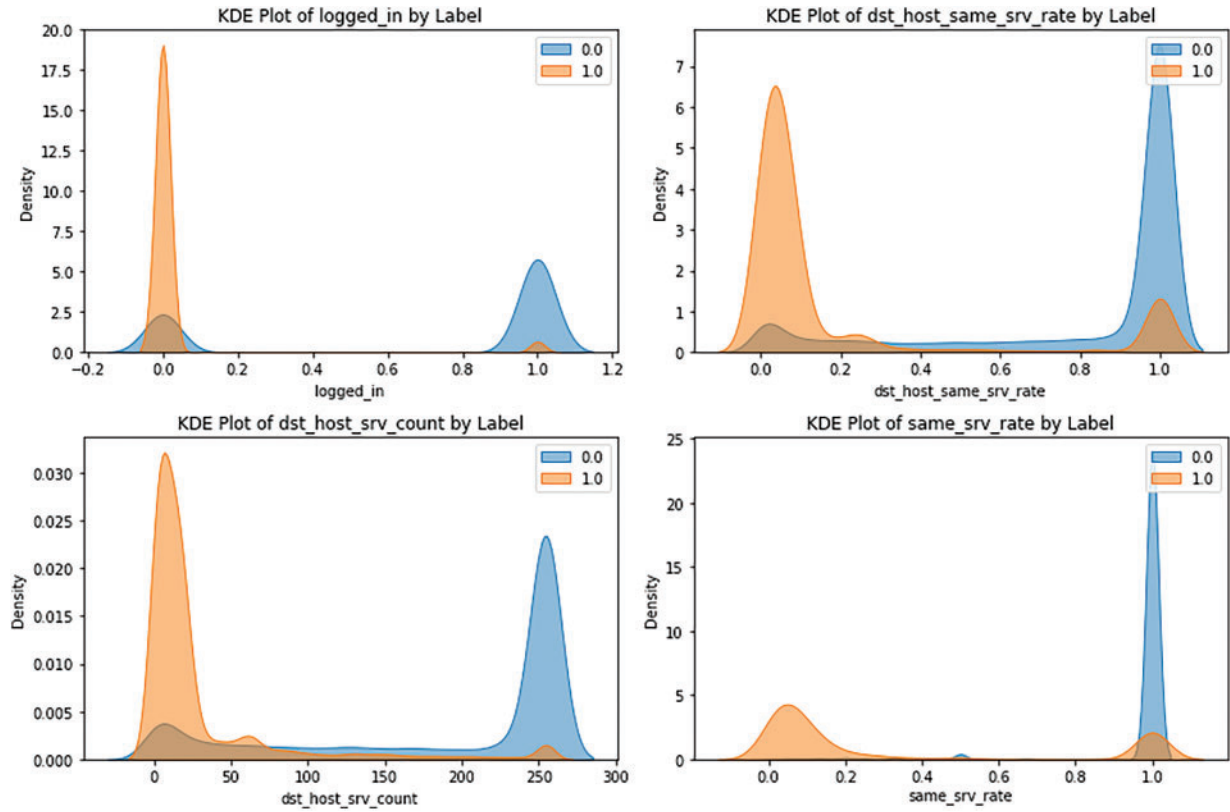 KDE Plot of logged_in by Label
20.0
17.5
15.0
12.5
10.0
7.5
5.0
2.5
0.0
Density
0.0
1.0
−0.2 0.0 0.2 0.4 0.6 0.8 1.0 1.2
logged_in
KDE Plot of dst_host_same_srv_rate by Label
7
6
5
4
3
2
1
0
Density
0.0
1.0
0.0 0.2 0.4 0.6 0.8 1.0
dst_host_same_srv_rate
KDE Plot of dst_host_srv_count by Label
0.030
0.025
0.020
0.015
0.010
0.005
0.000
Density
0.0
1.0
0 50 100 150 200 250 300
dst_host_srv_count
KDE Plot of same_srv_rate by Label
25
20
15
10
5
0
Density
0.0
1.0
0.0 0.2 0.4 0.6 0.8 1.0
same_srv_rate